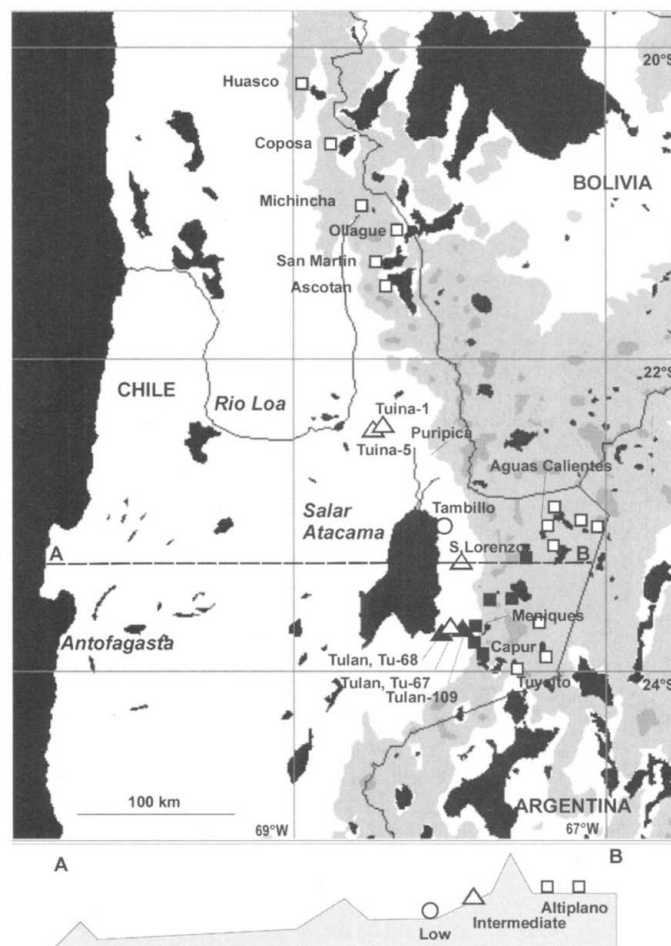 20°S
Huasco
Coposa
BOLIVIA
Michincha
Ollague
San Martin
Ascotan
22°S
CHILE
Rio Loa
Tuina-1
Puripica
Tuina-5
Aguas Calientes
Salar
Atacama
Tambillo
A
S.Lorenzo
B
Antofagasta
Meniques
Tulan, Tu-68
Capur
Tulan, Tu-67
Tuyaito
Tulan-109
24°S
100 km
ARGENTINA
69°W
67°W
A
B
Low
Intermediate
Altiplano